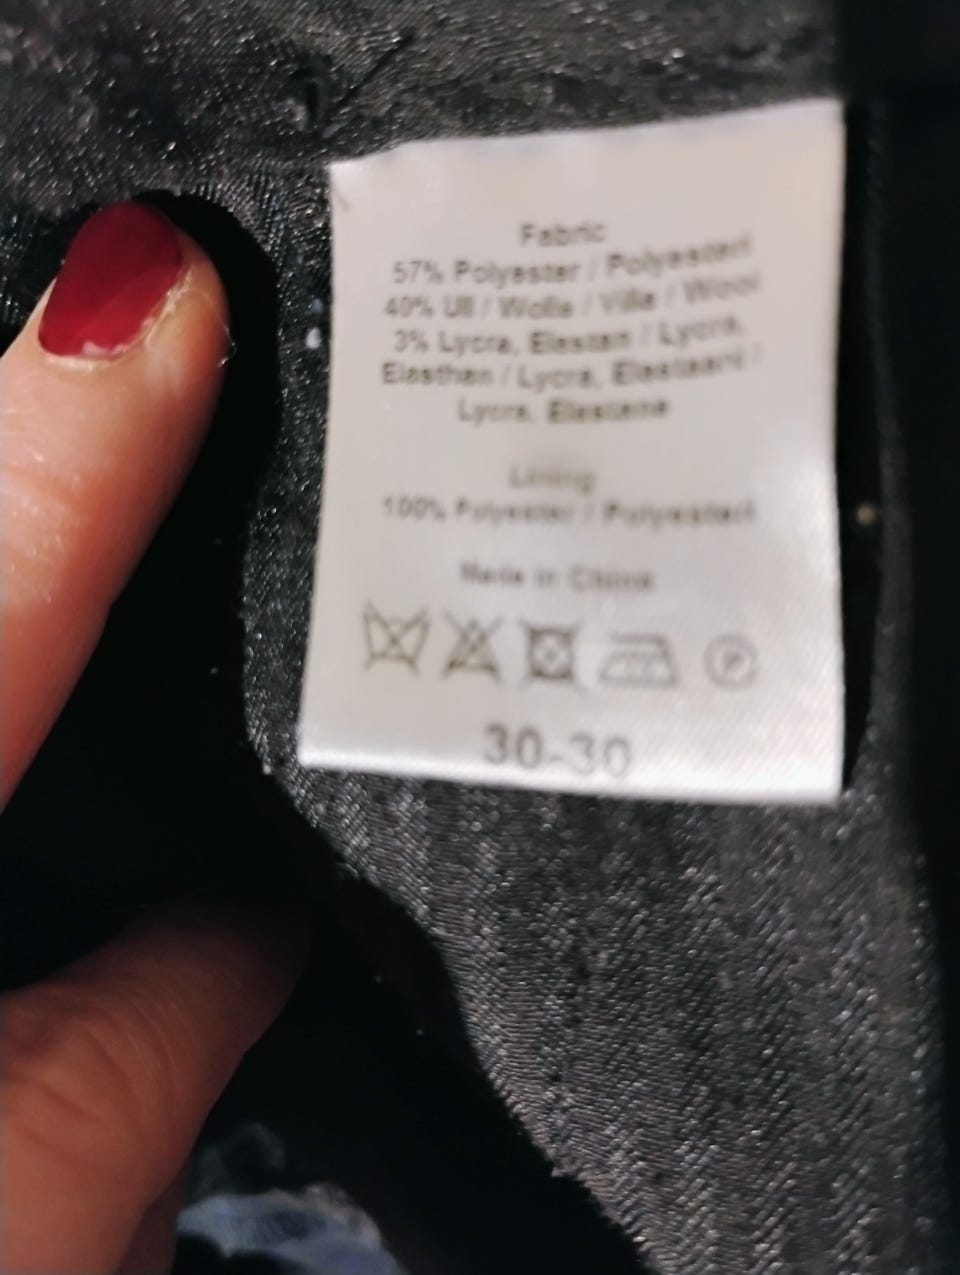 Fabric
57% Polyester / Polyesteri
40% Ull / Wolle / Villa / Wool
3% Lycra, Elastan / Lycra,
Elasthan / Lycra, Elastaani /
Lycra, Elastane
Lining
100% Polyester / Polyesteri
Made in China
P
30-30